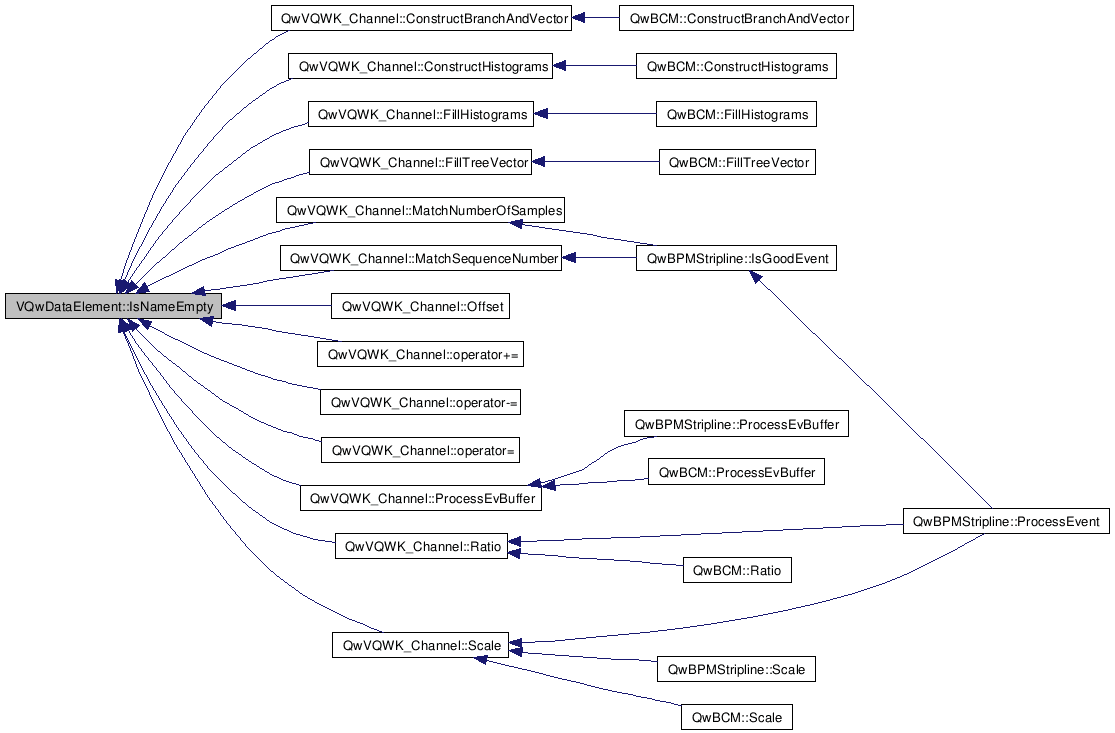 QwVQWK_Channel::ConstructBranchAndVector
QwBCM::ConstructBranchAndVector
QwVQWK_Channel::ConstructHistograms
QwBCM::ConstructHistograms
QwVQWK_Channel::FillHistograms
QwBCM::FillHistograms
QwVQWK_Channel::FillTreeVector
QwBCM::FillTreeVector
QwVQWK_Channel::MatchNumberOfSamples
QwVQWK_Channel::MatchSequenceNumber
QwBPMStripline::IsGoodEvent
VQwDataElement::IsNameEmpty
QwVQWK_Channel::Offset
QwVQWK_Channel::operator+=
QwVQWK_Channel::operator-=
QwBPMStripline::ProcessEvBuffer
QwVQWK_Channel::operator=
QwBCM::ProcessEvBuffer
QwVQWK_Channel::ProcessEvBuffer
QwBPMStripline::ProcessEvent
QwVQWK_Channel::Ratio
QwBCM::Ratio
QwVQWK_Channel::Scale
QwBPMStripline::Scale
QwBCM::Scale